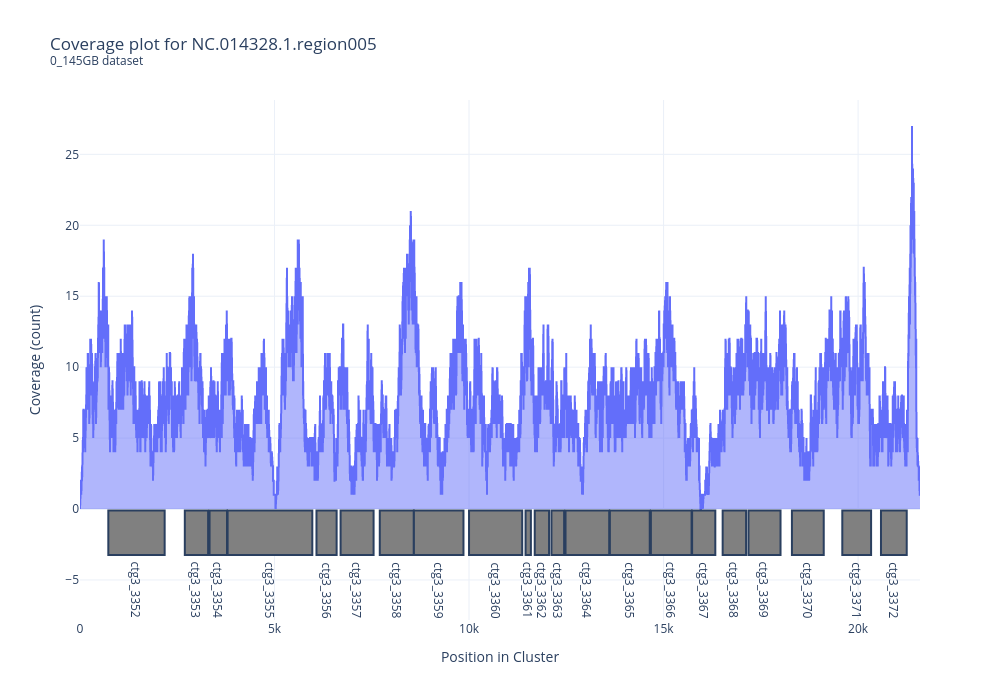 Coverage plot for NC.014328.1.region005
0_145GB dataset
25
20
15
10
5
0
−5
Coverage (count)
ctg3_3352
ctg3_3353
ctg3_3354
ctg3_3355
ctg3_3356
ctg3_3357
ctg3_3358
ctg3_3359
ctg3_3360
ctg3_3361
ctg3_3362
ctg3_3363
ctg3_3364
ctg3_3365
ctg3_3366
ctg3_3367
ctg3_3368
ctg3_3369
ctg3_3370
ctg3_3371
ctg3_3372
0 5k 10k 15k 20k
Position in Cluster